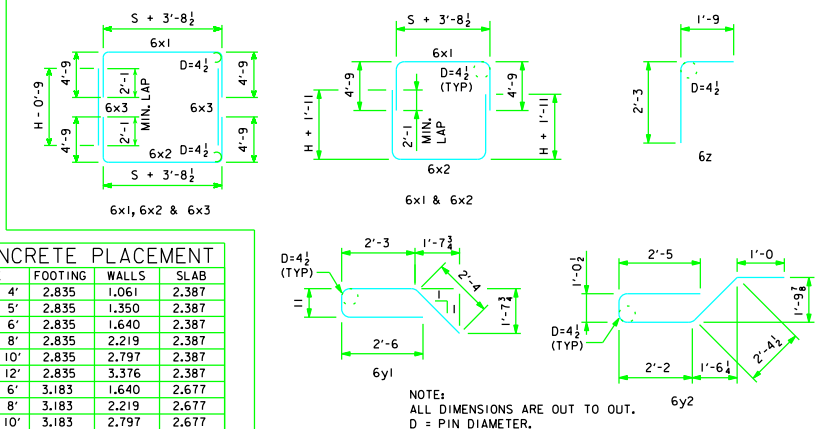 S + 3'-8½
6x1
D=4½
4'-9
2'-1
MIN. LAP
4'-9
H - 0'-9
6x3
6x3
4'-9
2'-1
6x2
D=4½
4'-9
S + 3'-8½
6x1, 6x2 & 6x3
S + 3'-8½
6x1
D=4½
(TYP)
4'-9
4'-9
H + 1'-11
2'-1
MIN.
LAP
H + 1'-11
6x2
6x1 & 6x2
1'-9
D=4½
2'-3
6z
NCRETE PLACEMENT
FOOTING WALLS SLAB
4' 2.835 1.061 2.387
5' 2.835 1.350 2.387
6' 2.835 1.640 2.387
8' 2.835 2.219 2.387
10' 2.835 2.797 2.387
12' 2.835 3.376 2.387
6' 3.183 1.640 2.677
8' 3.183 2.219 2.677
10' 3.183 2.797 2.677
2'-3
1'-7¾
D=4½
(TYP)
2'-4
11
1
1
1'-7¾
2'-6
6y1
2'-5
1'-0
1'-0½
1'-9⅞
D=4½
(TYP)
2'-2
1'-6¼
2'-4½
6y2
NOTE:
ALL DIMENSIONS ARE OUT TO OUT.
D = PIN DIAMETER.